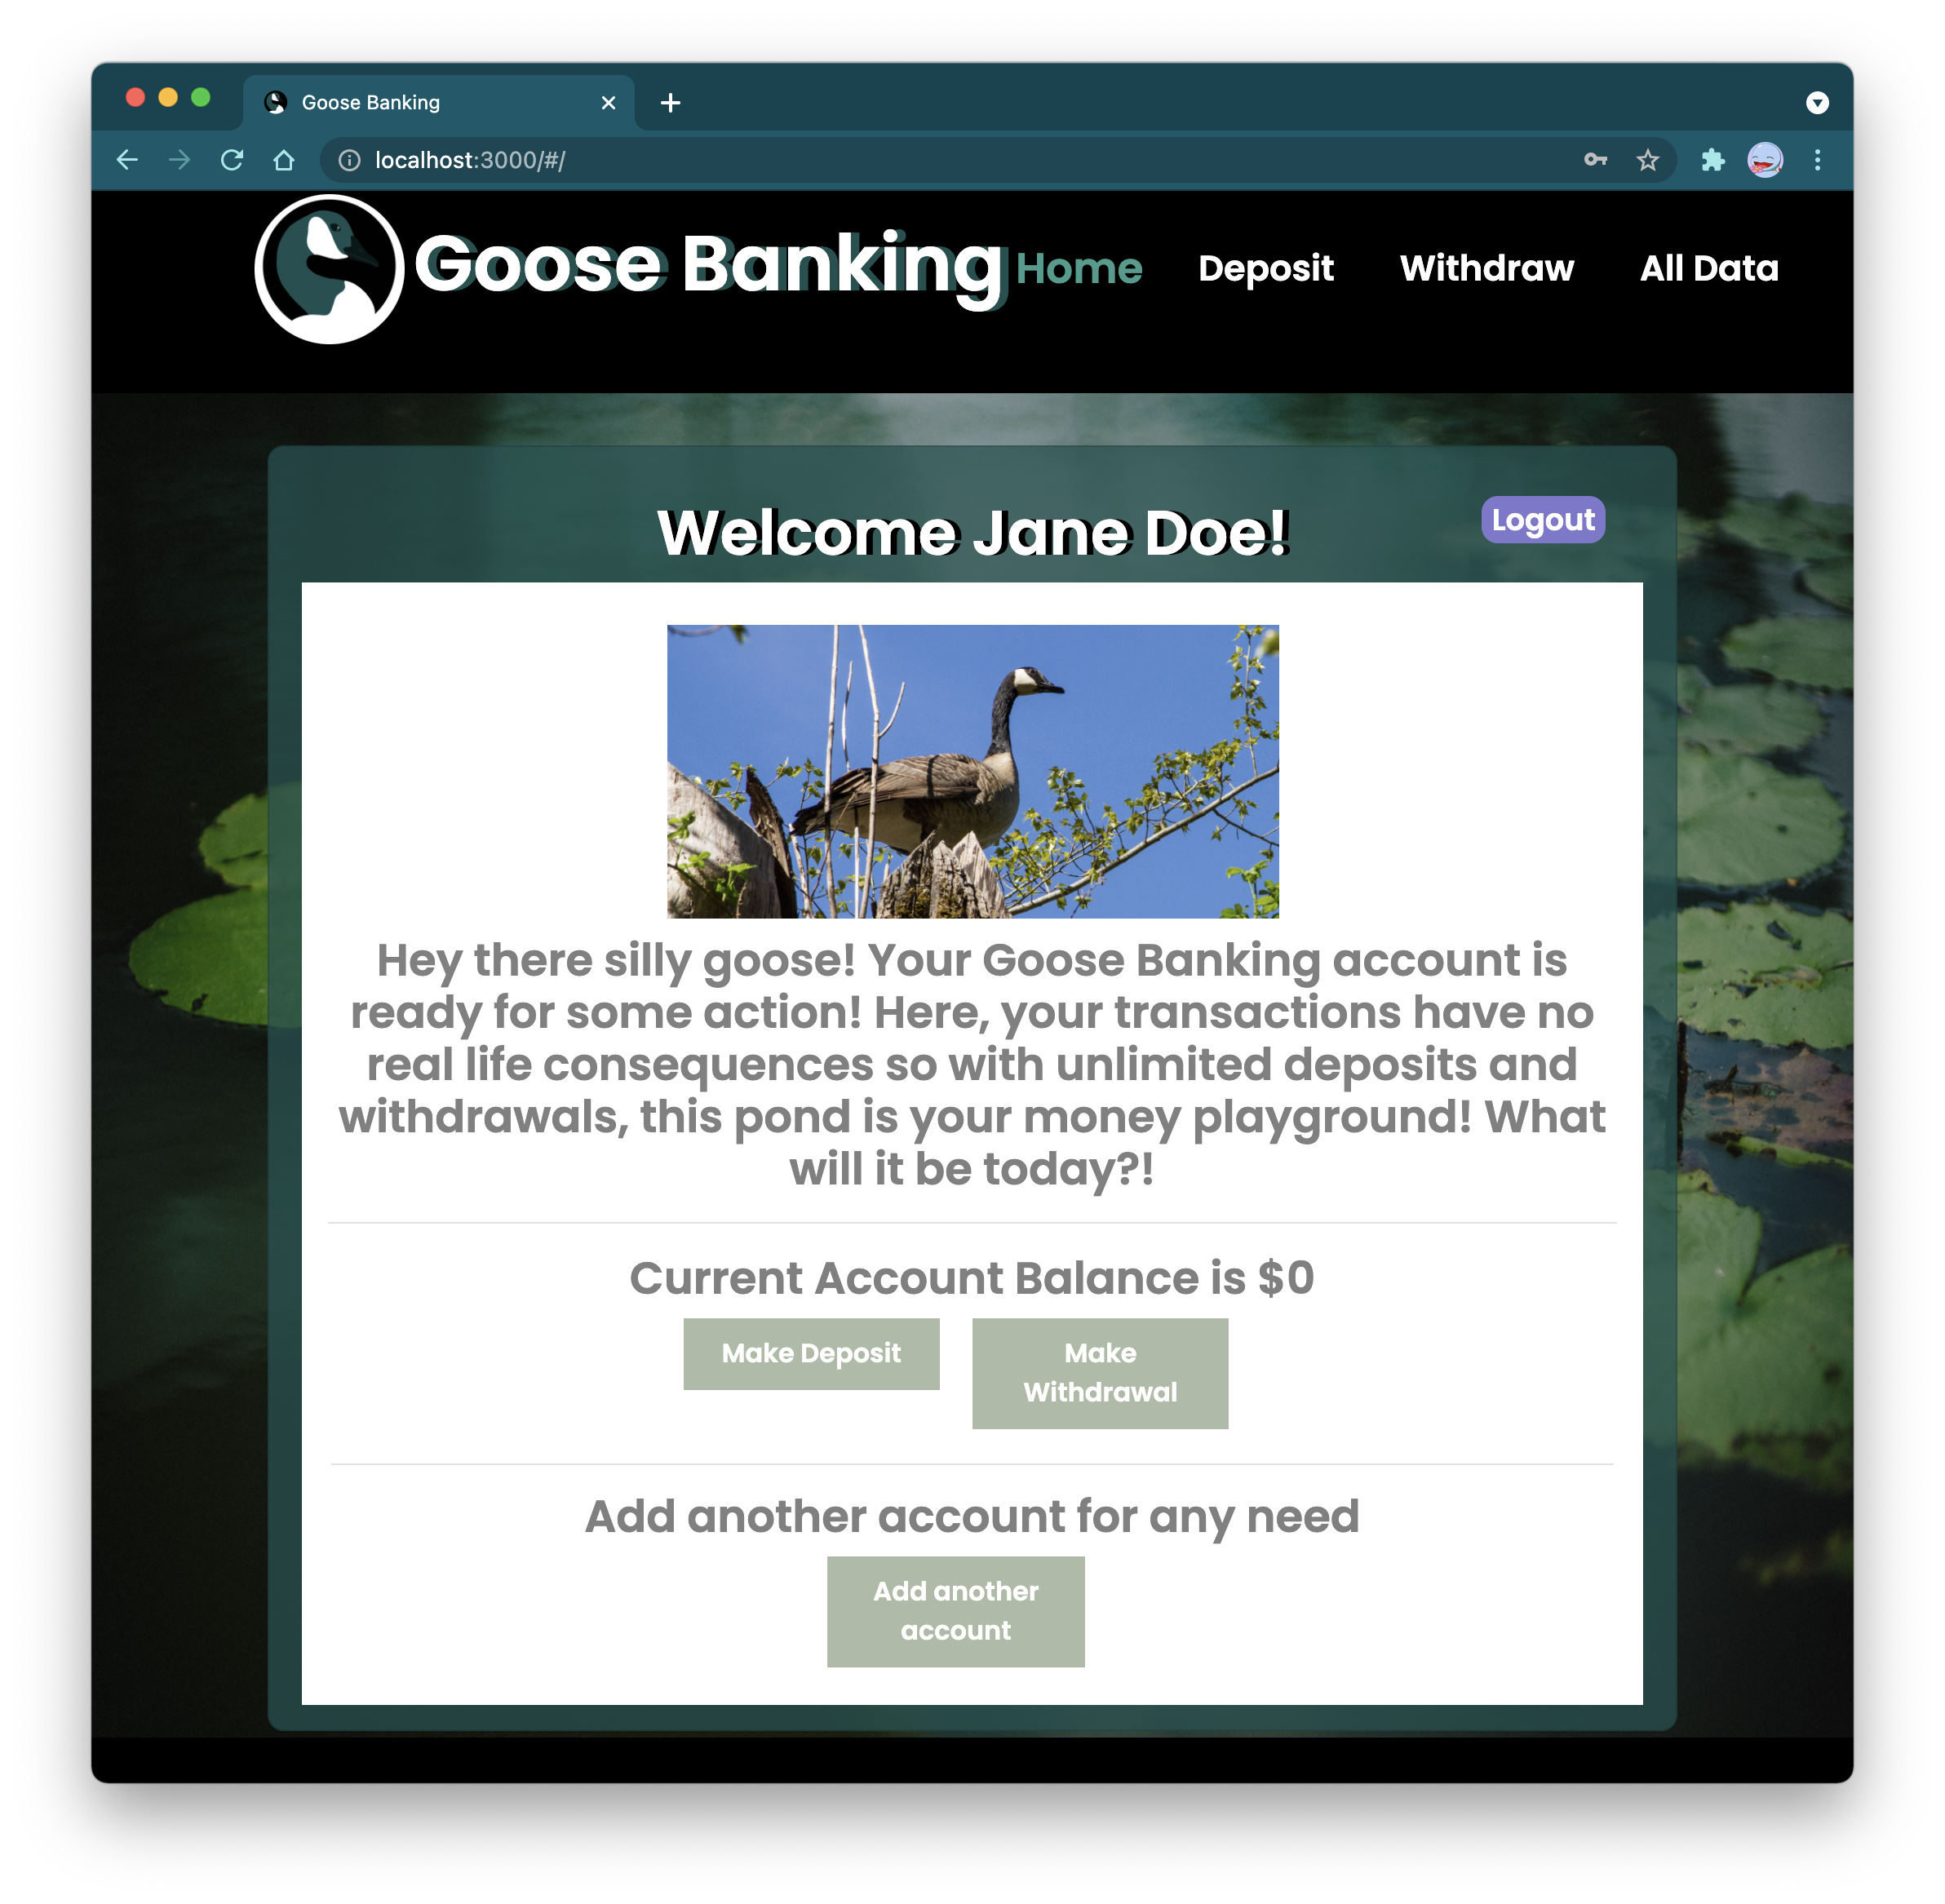 Goose Banking
localhost:3000/#/
Goose Banking
Home
Deposit
Withdraw
All Data
Welcome Jane Doe!
Logout
Hey there silly goose! Your Goose Banking account is
ready for some action! Here, your transactions have no
real life consequences so with unlimited deposits and
withdrawals, this pond is your money playground! What
will it be today?!
Current Account Balance is $0
Make Deposit
Make
Withdrawal
Add another account for any need
Add another
account